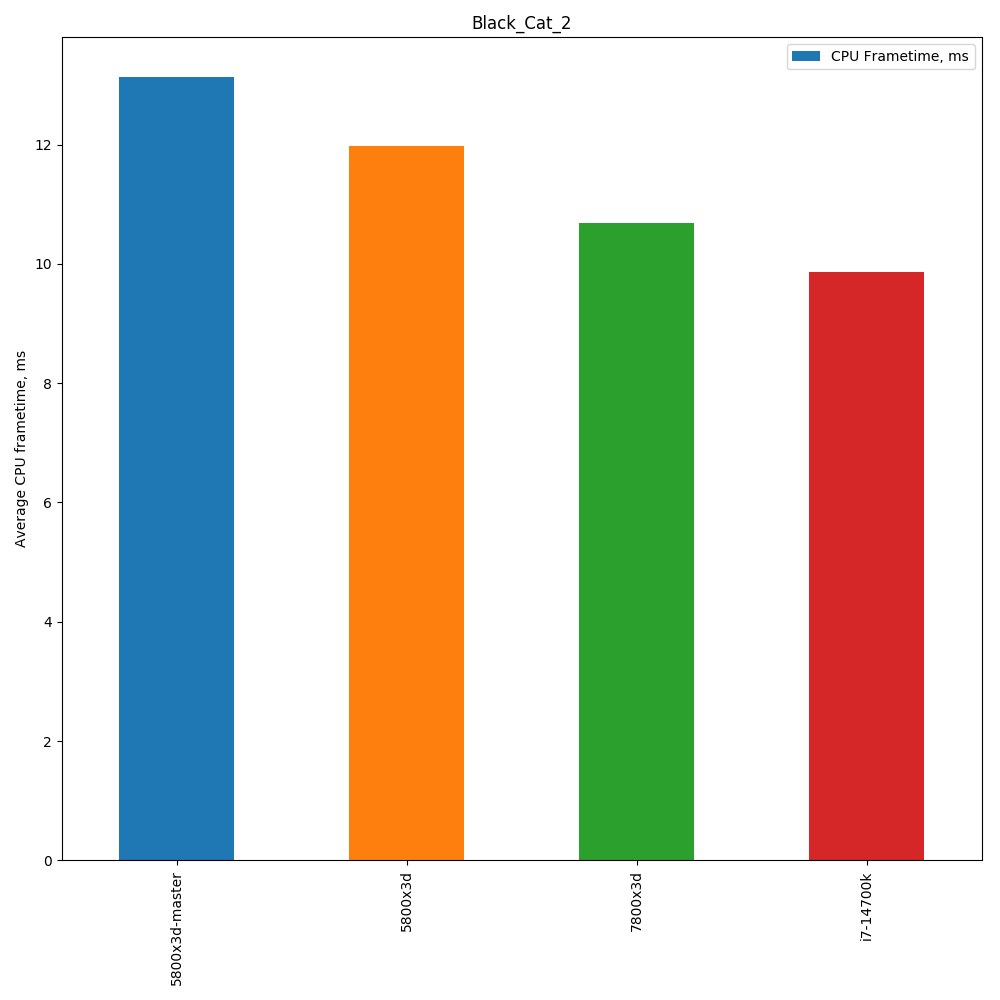 Black_Cat_2
CPU Frametime, ms
Average CPU frametime, ms
12
10
8
6
4
2
0
5800x3d-master
5800x3d
7800x3d
i7-14700k